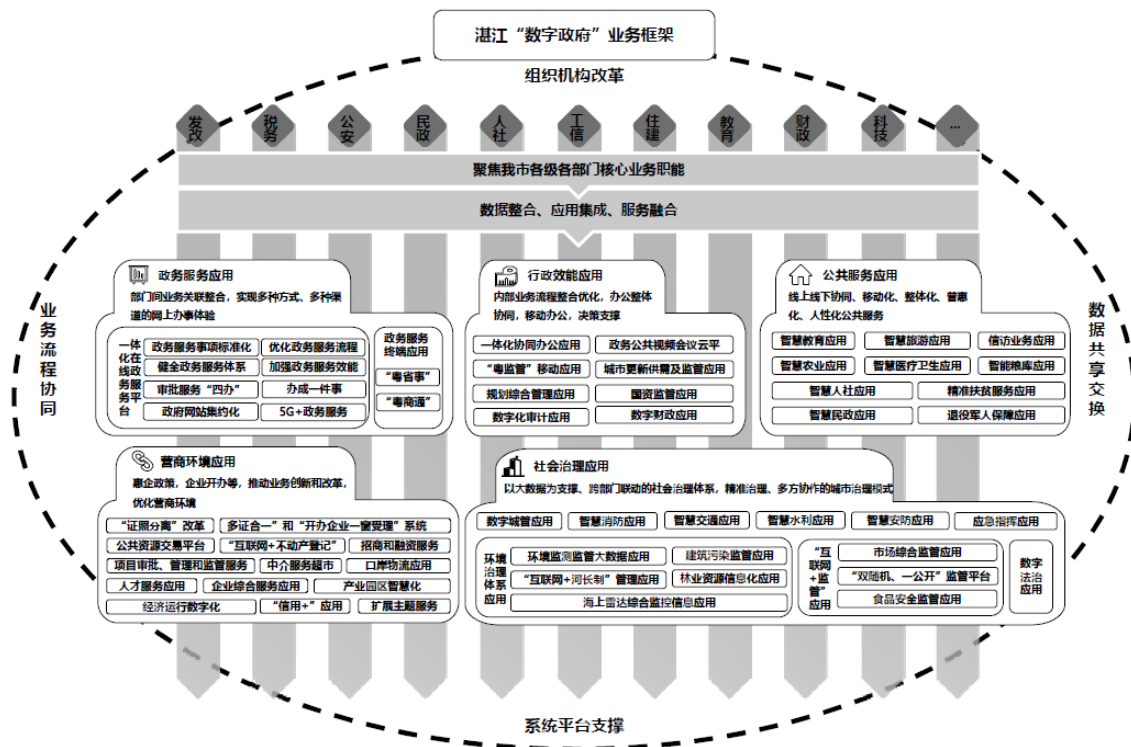 湛江“数字政府”业务框架
组织机构改革
发改
税务
公安
民政
人社
工信
住建
教育
财政
科技
...
聚焦我市各级各部门核心业务职能
数据整合、应用集成、服务融合
业务流程协同
数据共享交换
政务服务应用
部门间业务关联整合，实现多种方式、多种渠
道的网上办事体验
一体化在线政务服务平台
政务服务事项标准化
优化政务服务流程
健全政务服务体系
加强政务服务效能
审批服务“四办”
办成一件事
政府网站集约化
5G+政务服务
政务服务
终端应用
“粤省事”
“粤商通”
行政效能应用
内部业务流程整合优化，办公整体
协同，移动办公，决策支撑
一体化协同办公应用
政务公共视频会议云平
“粤监管”移动应用
城市更新供需及监管应用
规划综合管理应用
国资监管应用
数字化审计应用
数字财政应用
公共服务应用
线上线下协同、移动化、整体化、普惠
化、人性化公共服务
智慧教育应用
智慧旅游应用
信访业务应用
智慧农业应用
智慧医疗卫生应用
智能粮库应用
智慧人社应用
精准扶贫服务应用
智慧民政应用
退役军人保障应用
营商环境应用
惠企政策，企业开办等，推动业务创新和改革，
优化营商环境
“证照分离”改革
多证合一”和“开办企业一窗受理”系统
公共资源交易平台
“互联网+不动产登记”
招商和融资服务
项目审批、管理和监管服务
中介服务超市
口岸物流应用
人才服务应用
企业综合服务应用
产业园区智慧化
经济运行数字化
“信用+”应用
扩展主题服务
社会治理应用
以大数据为支撑、跨部门联动的社会治理体系，精准治理、多方协作的城市治理模式
数字城管应用
智慧消防应用
智慧交通应用
智慧水利应用
智慧安防应用
应急指挥应用
环境治理体系应用
环境监测监管大数据应用
建筑污染监管应用
“互联网+河长制”管理应用
林业资源信息化应用
海上雷达综合监控信息应用
“互联网+监管”应用
市场综合监管应用
“双随机、一公开”监管平台
食品安全监管应用
数字法治应用
系统平台支撑